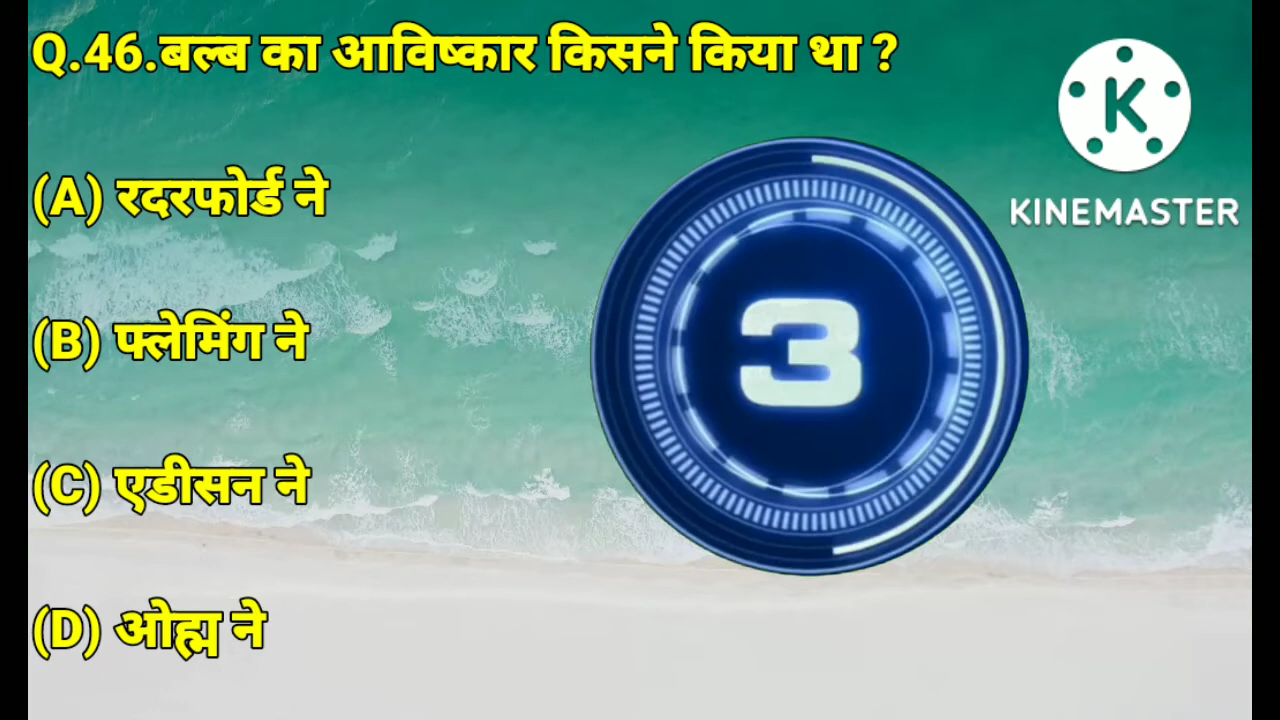 Q.46.बल्ब का आविष्कार किसने किया था ?
(A) रदरफोर्ड ने
(B) फ्लेमिंग ने
(C) एडीसन ने
(D) ओह्म ने
3
K
KINEMASTER